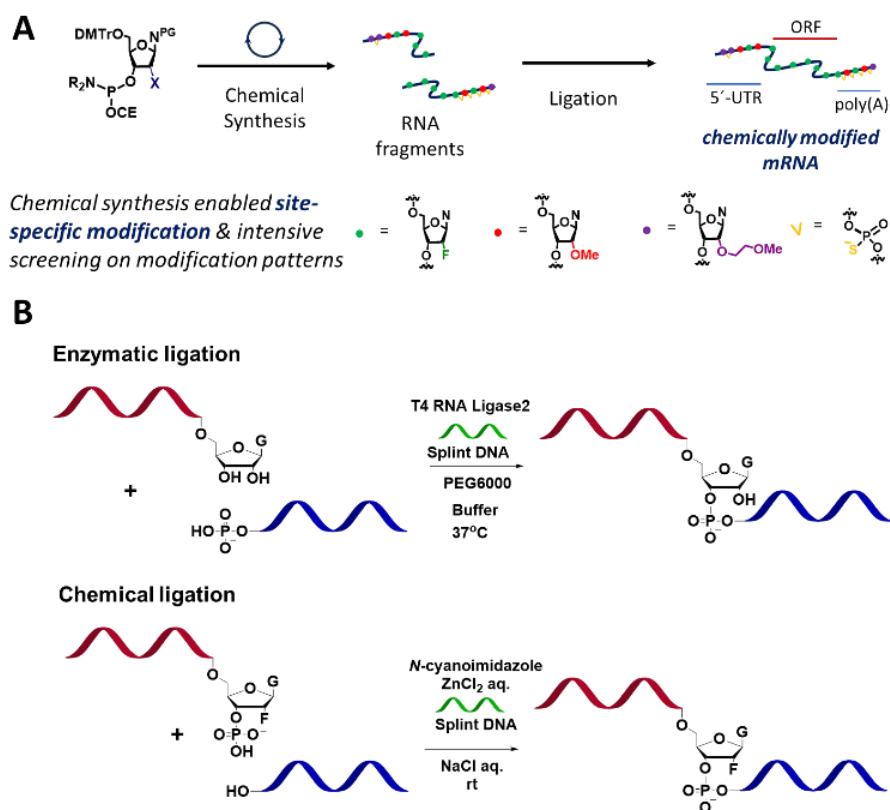 A
DMTrO
N^PG
O
O
X
R₂N
P
OCE
Chemical
Synthesis
RNA
fragments
Ligation
ORF
5´-UTR
poly(A)
chemically modified
mRNA
Chemical synthesis enabled site-
specific modification & intensive
screening on modification patterns
=
O
O
N
O
F
=
O
O
N
O
OMe
=
O
O
N
O
O
OMe
=
O
P
O
⁻S
O
B
Enzymatic ligation
O
O
G
OH OH
+
O
HO-P-O
O⁻
T4 RNA Ligase2
Splint DNA
PEG6000
Buffer
37°C
O
O
G
O OH
O=P-O
O⁻
Chemical ligation
O
O
G
O F
O=P-O⁻
OH
+
HO
N-cyanoimidazole
ZnCl₂ aq.
Splint DNA
NaCl aq.
rt
O
O
G
O F
O=P-O
O⁻